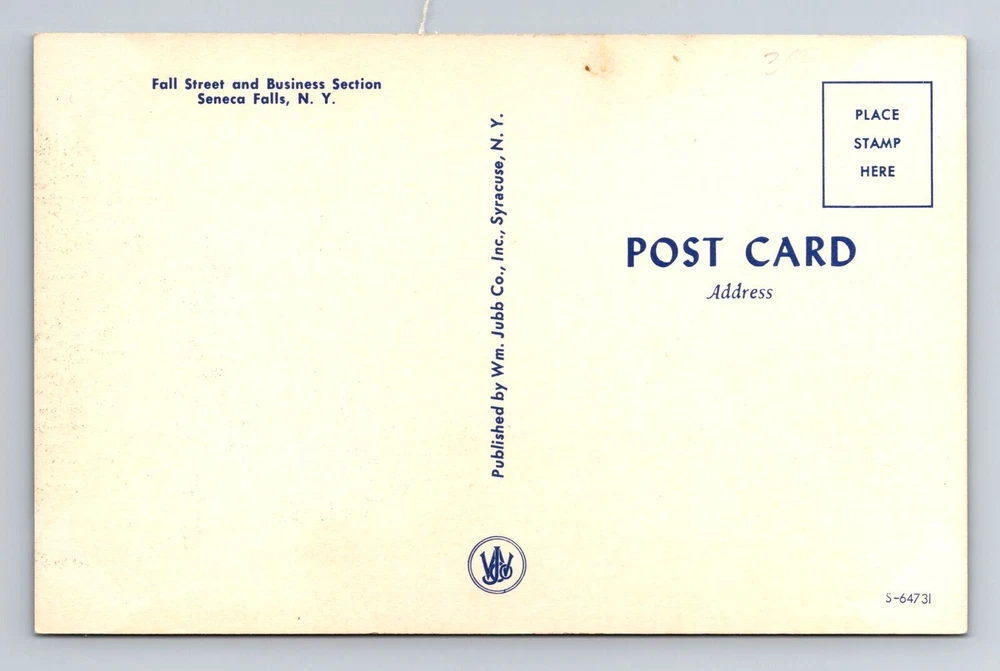 Fall Street and Business Section
Seneca Falls, N. Y.
Published by Wm. Jubb Co., Inc., Syracuse, N. Y.
PLACE
STAMP
HERE
POST CARD
Address
S-64731